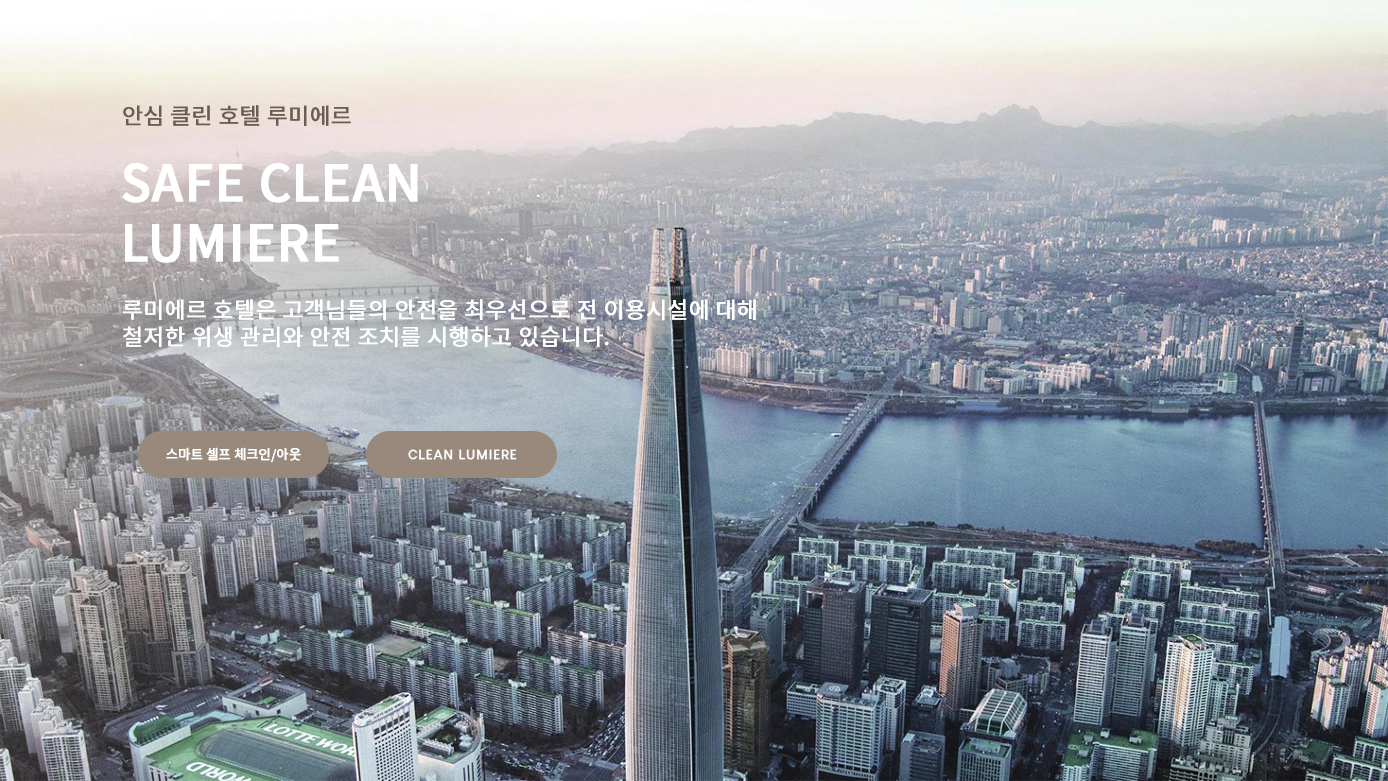 안심 클린 호텔 루미에르
SAFE CLEAN
LUMIERE
루미에르 호텔은 고객님들의 안전을 최우선으로 전 이용시설에 대해
철저한 위생 관리와 안전 조치를 시행하고 있습니다.
스마트 셀프 체크인/아웃
CLEAN LUMIERE
LOTTE WOR
WORLD